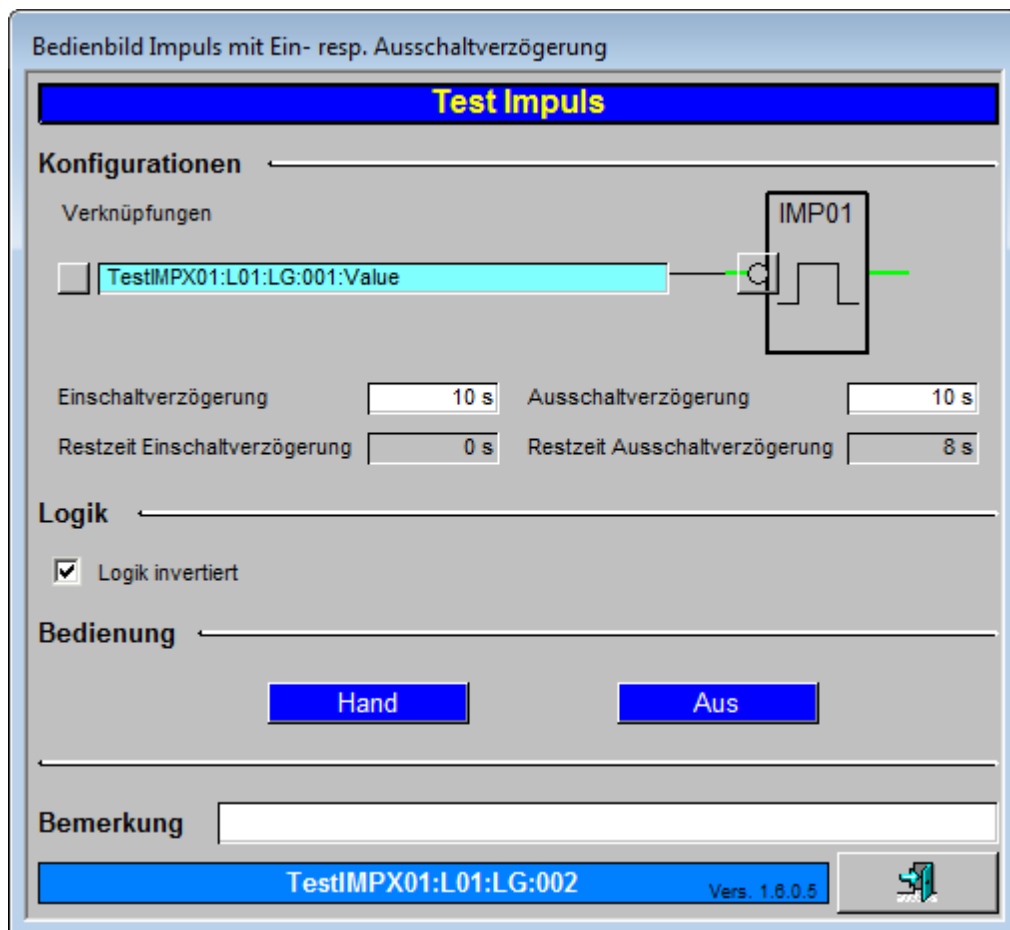 Bedienbild Impuls mit Ein- resp. Ausschaltverzögerung
Test Impuls
Konfigurationen
Verknüpfungen
IMP01
TestIMPX01:L01:LG:001:Value
Einschaltverzögerung 10 s Ausschaltverzögerung 10 s
Restzeit Einschaltverzögerung 0 s Restzeit Ausschaltverzögerung 8 s
Logik
Logik invertiert
Bedienung
Hand Aus
Bemerkung
TestIMPX01:L01:LG:002 Vers. 1.6.0.5